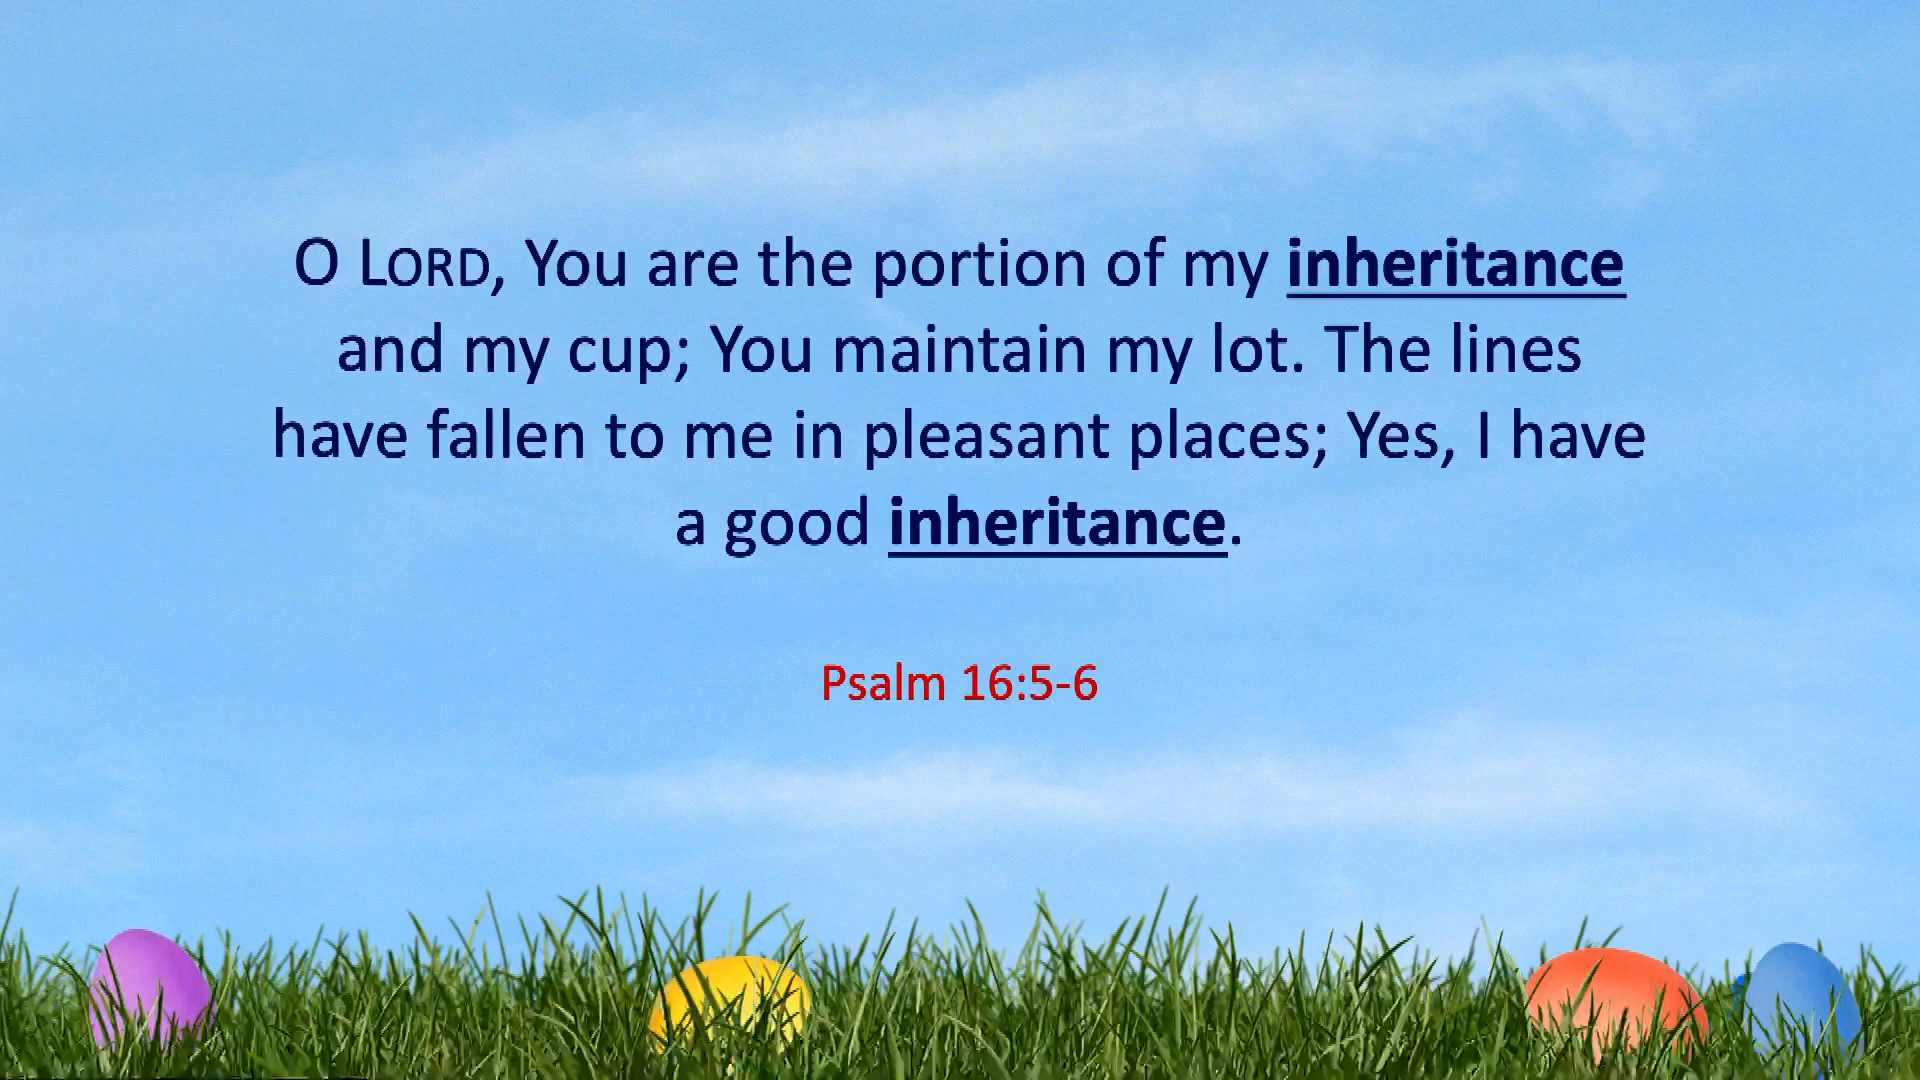 O LORD, You are the portion of my inheritance
and my cup; You maintain my lot. The lines
have fallen to me in pleasant places; Yes, I have
a good inheritance.
Psalm 16:5-6